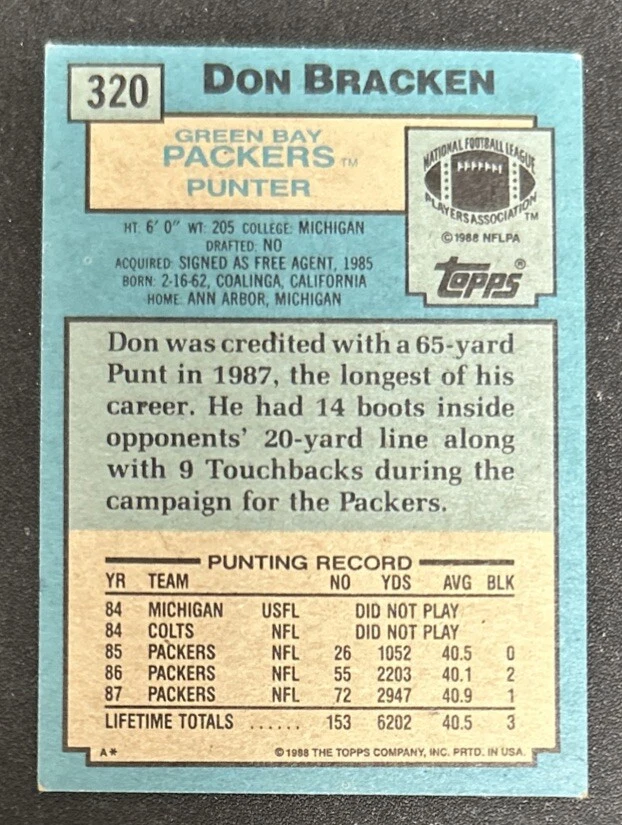 320
DON BRACKEN
GREEN BAY
PACKERS™
PUNTER
NATIONAL FOOTBALL LEAGUE
PLAYERS ASSOCIATION™
©1988 NFLPA
topps®
HT: 6' 0" WT: 205 COLLEGE: MICHIGAN
DRAFTED: NO
ACQUIRED: SIGNED AS FREE AGENT, 1985
BORN: 2-16-62, COALINGA, CALIFORNIA
HOME: ANN ARBOR, MICHIGAN
Don was credited with a 65-yard
Punt in 1987, the longest of his
career. He had 14 boots inside
opponents' 20-yard line along
with 9 Touchbacks during the
campaign for the Packers.
PUNTING RECORD
YR TEAM NO YDS AVG BLK
84 MICHIGAN USFL DID NOT PLAY
84 COLTS NFL DID NOT PLAY
85 PACKERS NFL 26 1052 40.5 0
86 PACKERS NFL 55 2203 40.1 2
87 PACKERS NFL 72 2947 40.9 1
LIFETIME TOTALS ...... 153 6202 40.5 3
A* ©1988 THE TOPPS COMPANY, INC. PRTD. IN USA.